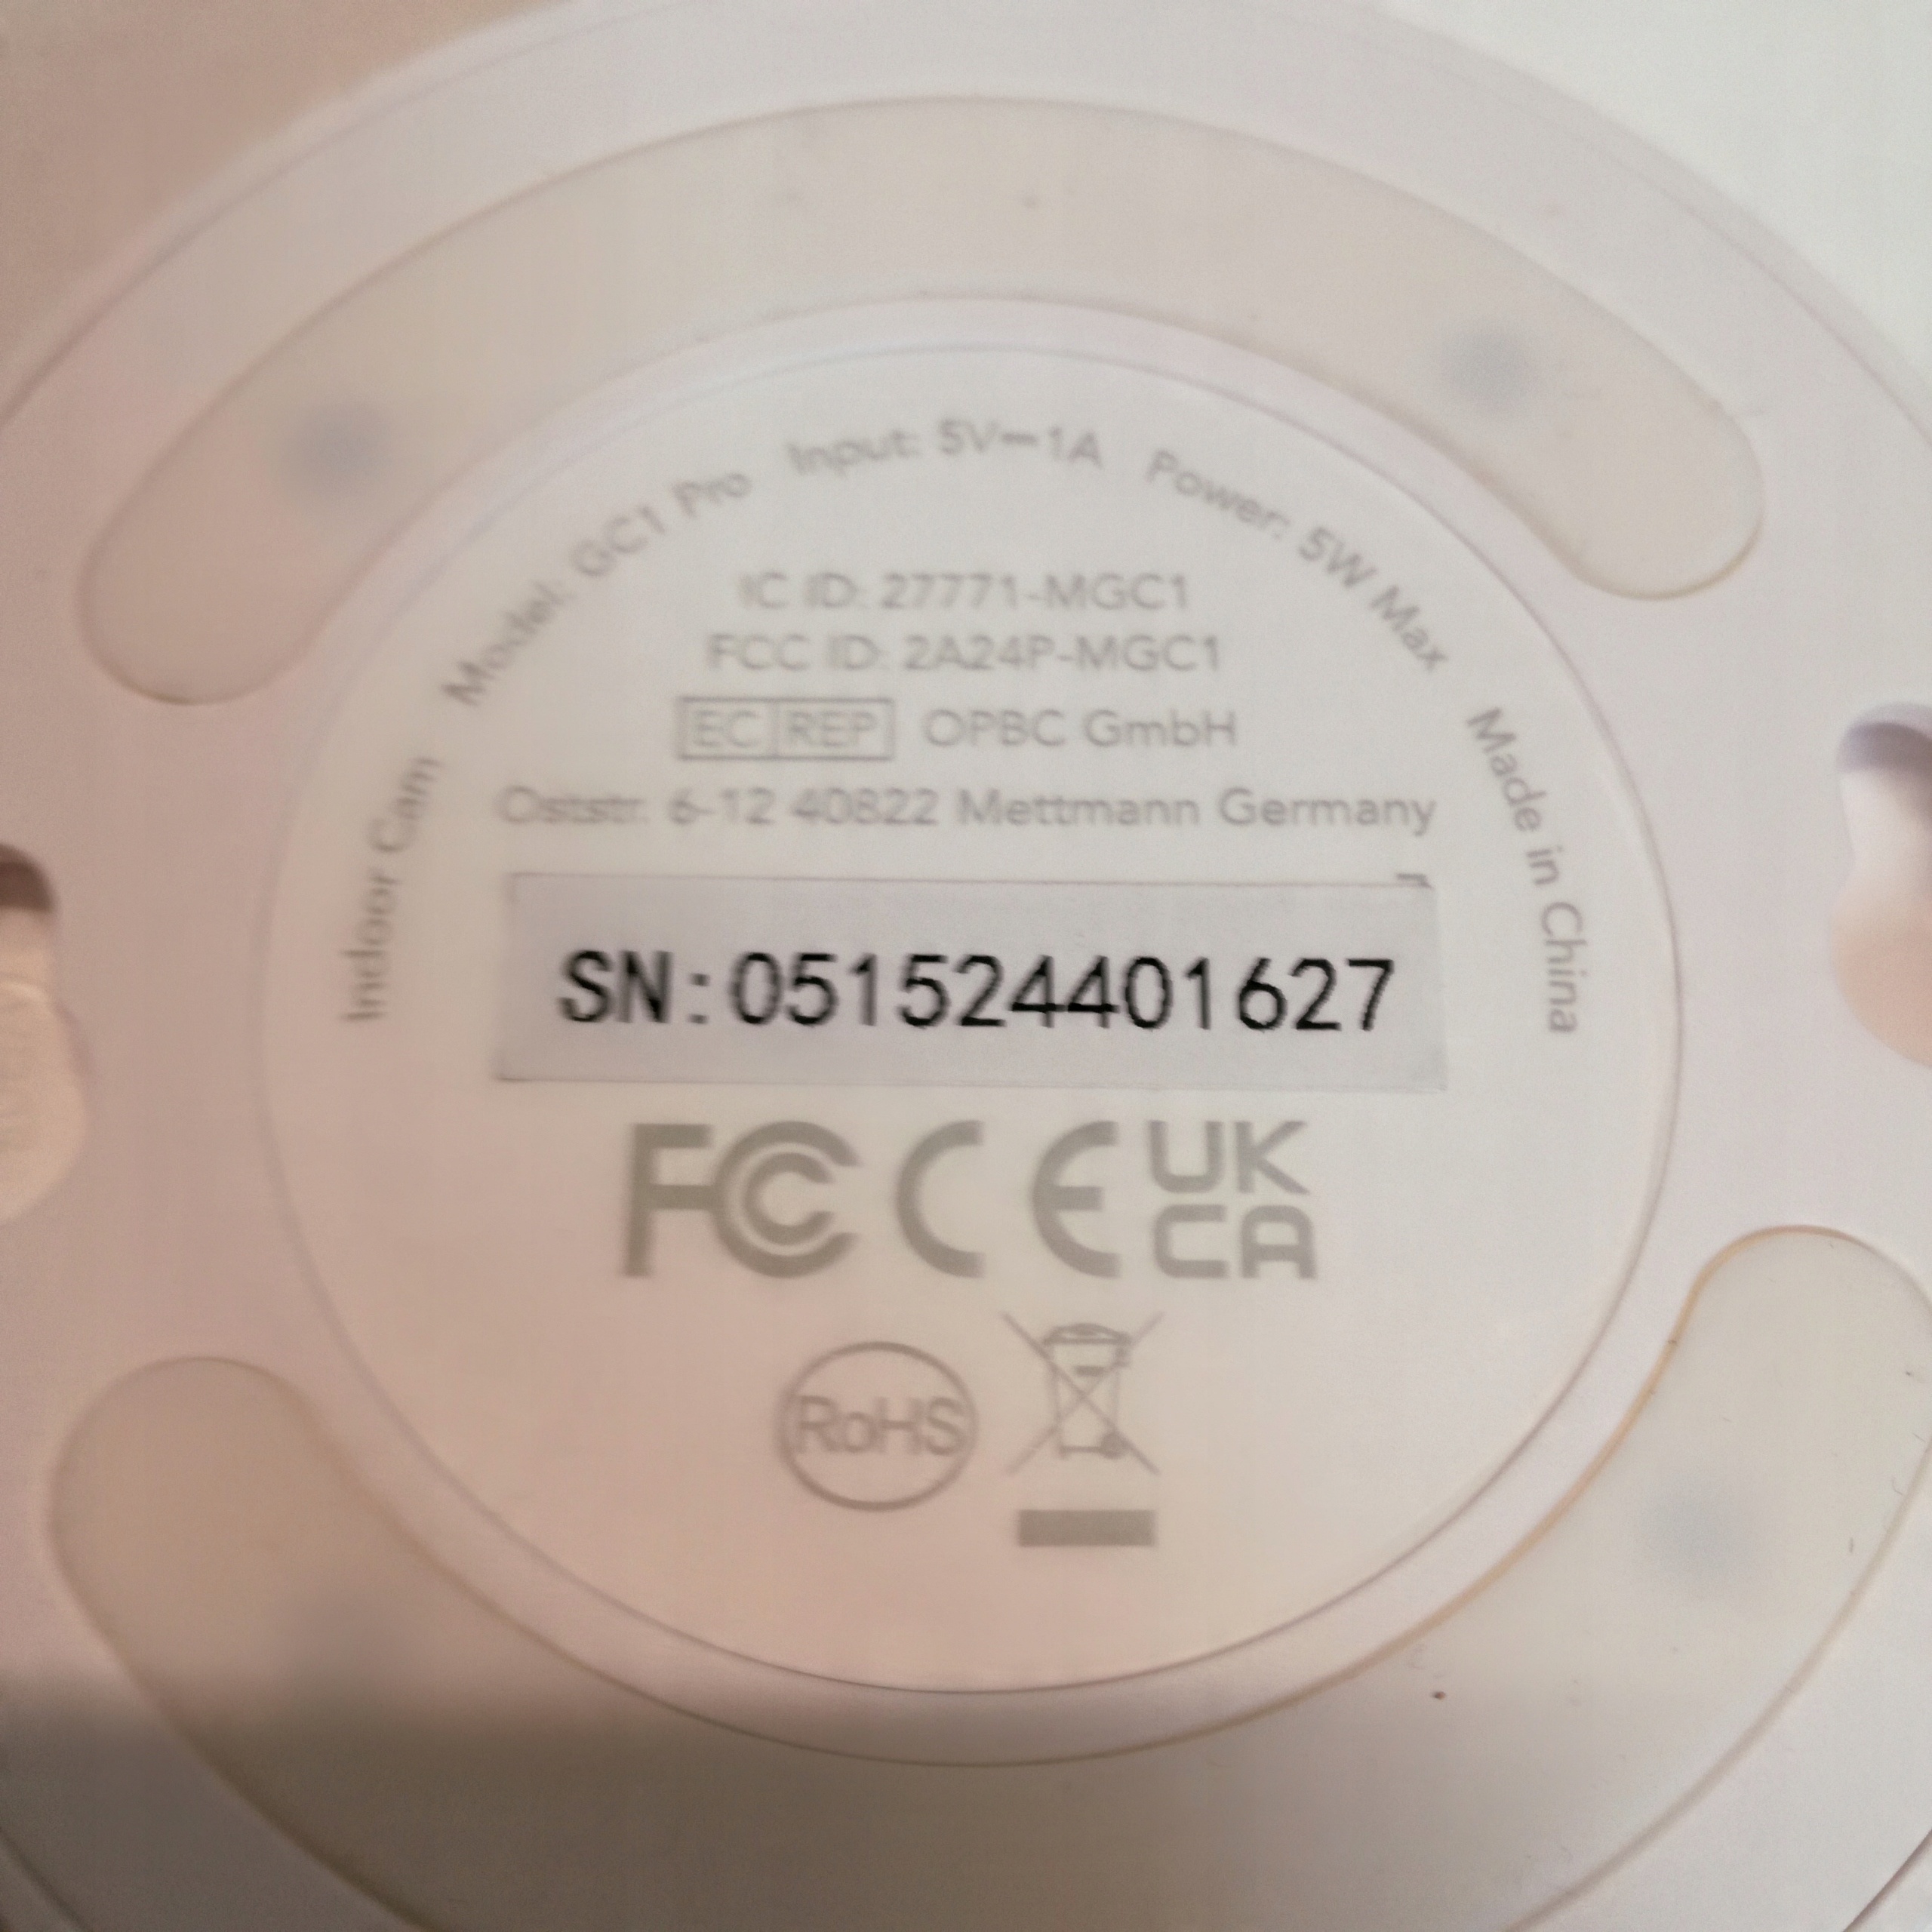 Indoor Cam Model: GC1 Pro Input: 5V⎓1A Power: 5W Max Made in China
IC ID: 27771-MGC1
FCC ID: 2A24P-MGC1
EC REP OPBC GmbH
Oststr. 6-12 40822 Mettmann Germany
SN:051524401627
FC CE UK
CA
RoHS